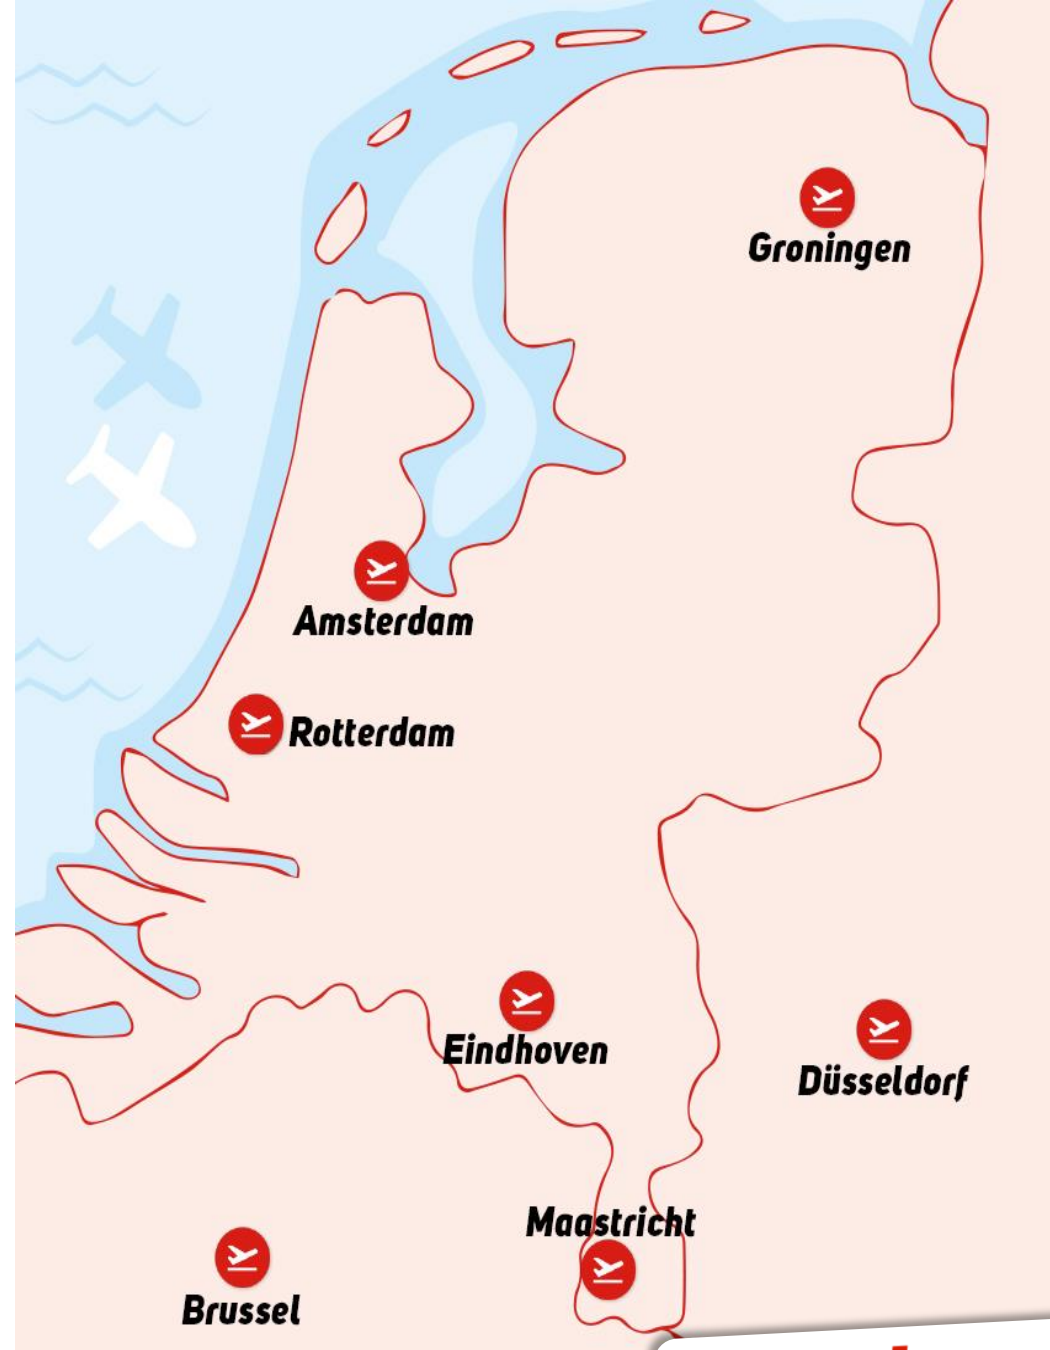 Groningen
Amsterdam
Rotterdam
Eindhoven
Düsseldorf
Maastricht
Brussel